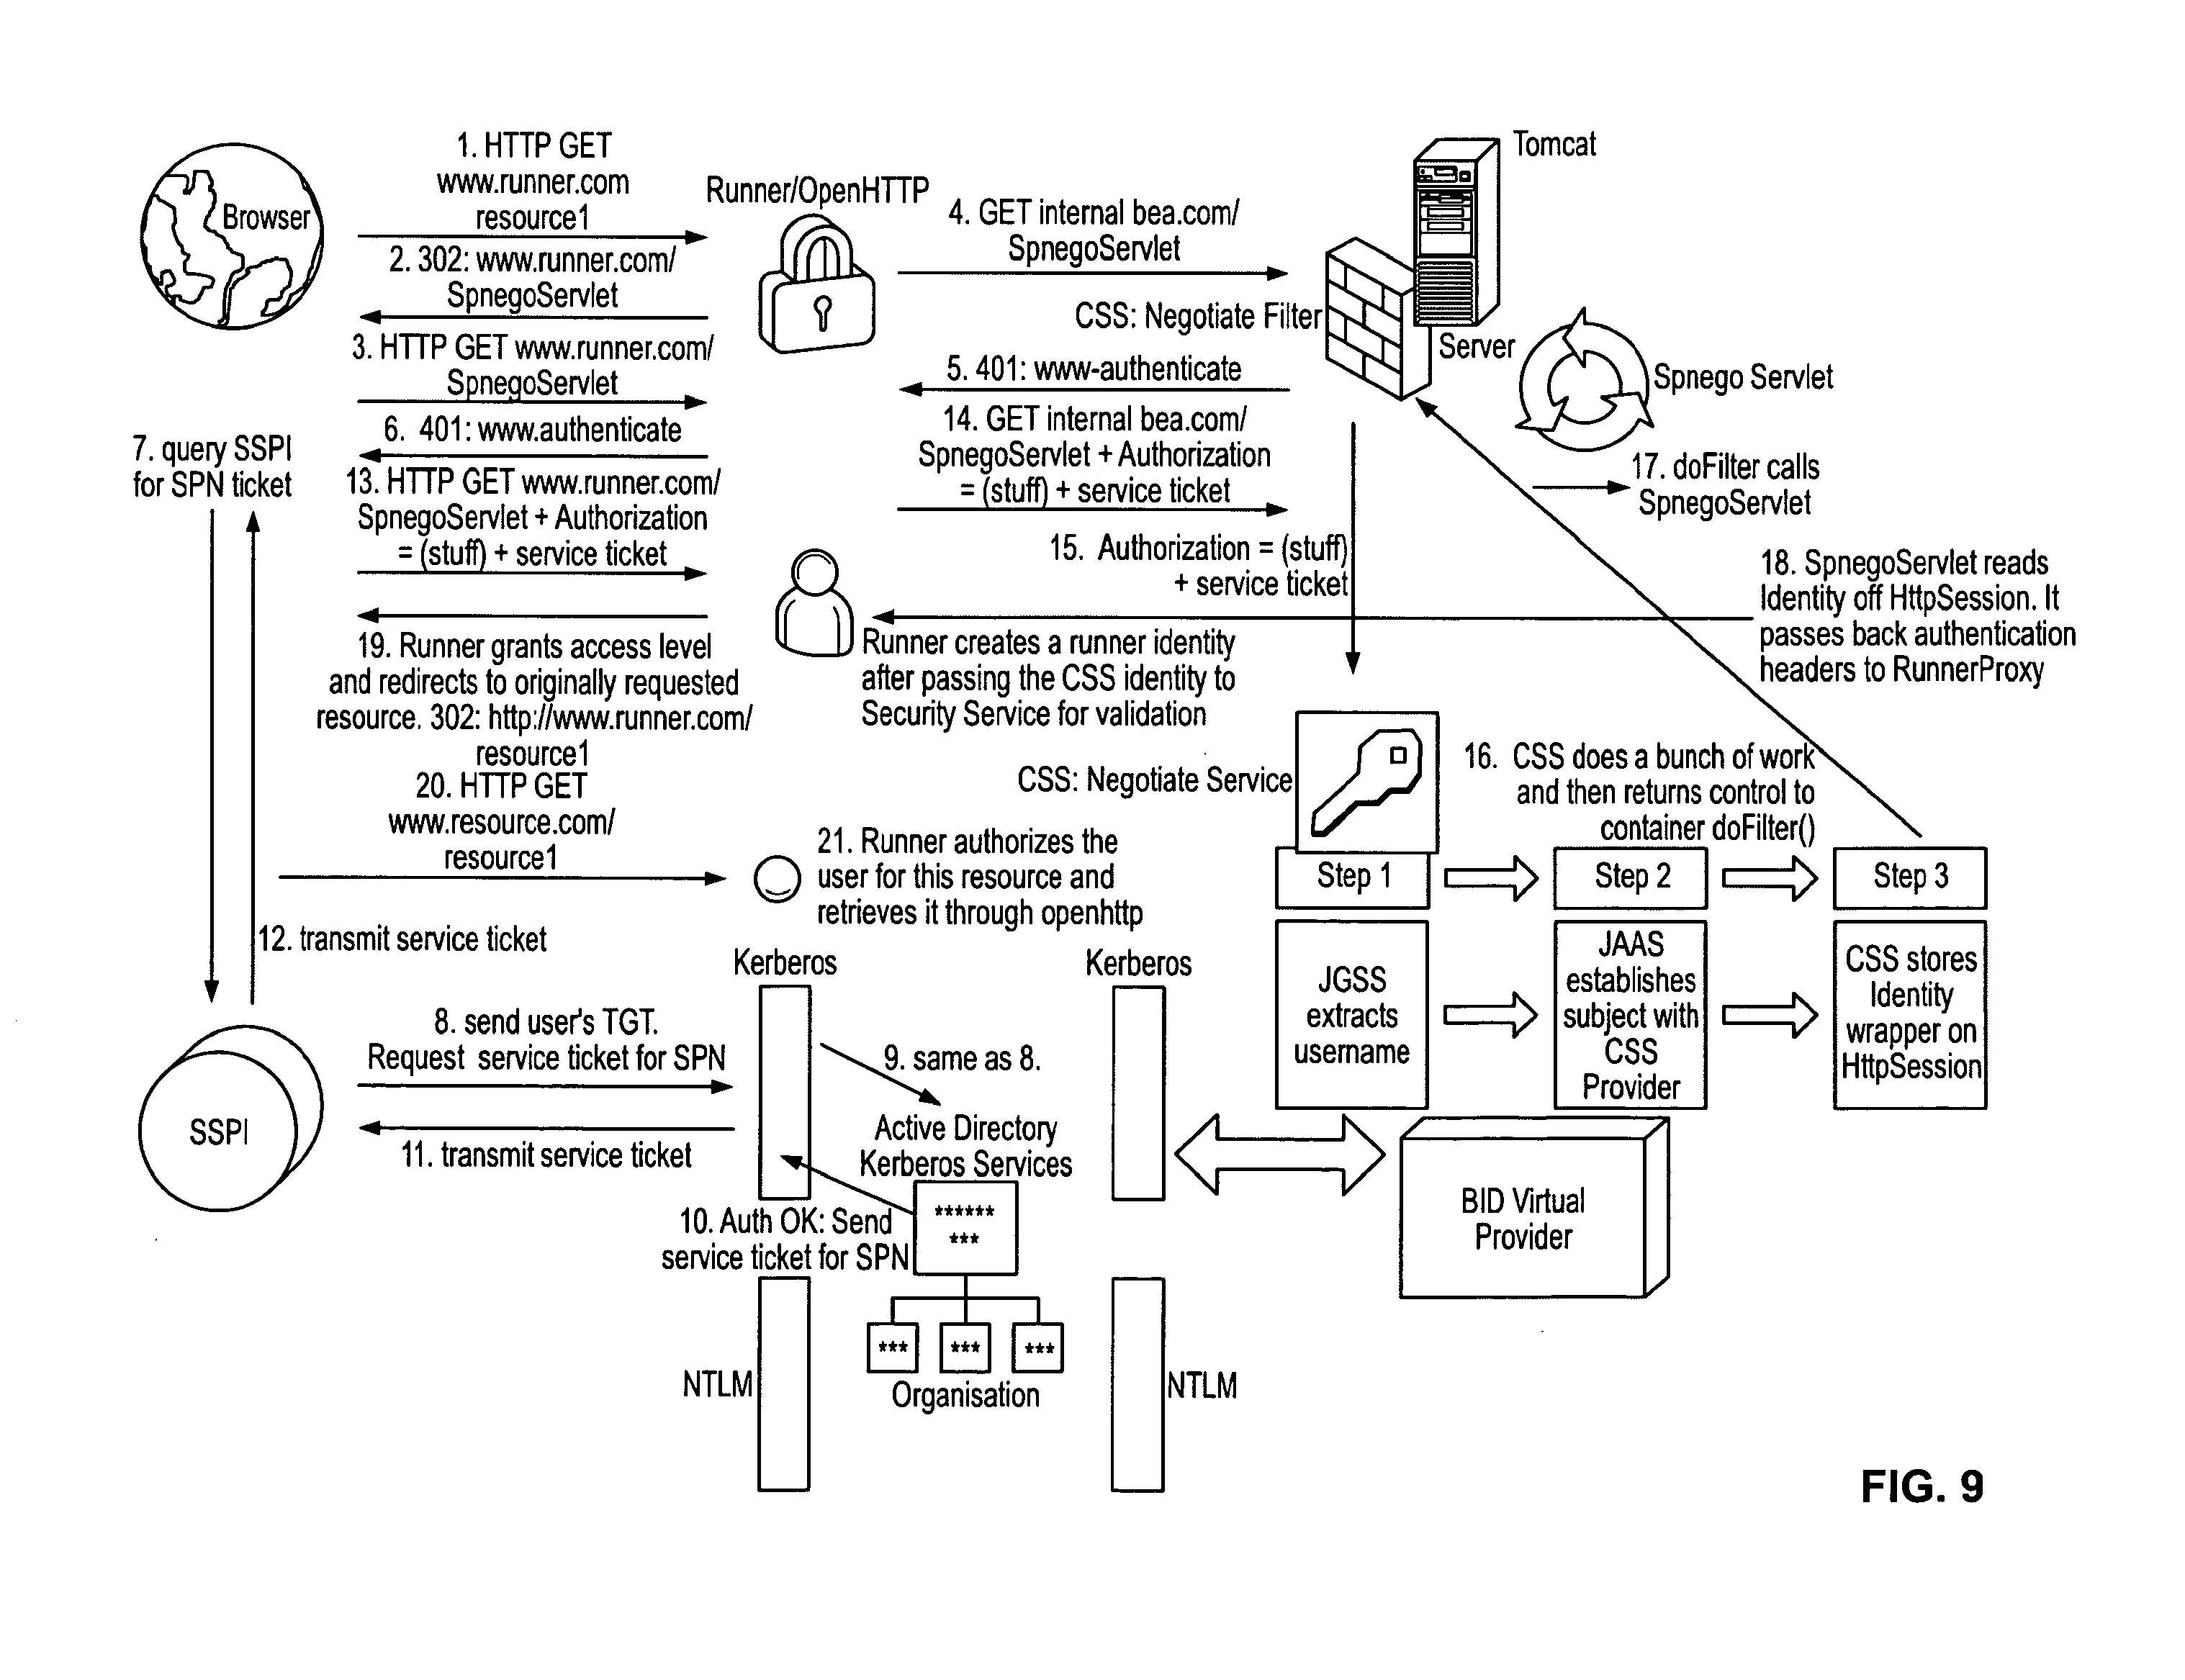 1. HTTP GET
www.runner.com
resource1
Browser
2. 302: www.runner.com/
SpnegoServlet
3. HTTP GET www.runner.com/
SpnegoServlet
6. 401: www.authenticate
7. query SSPI
for SPN ticket
13. HTTP GET www.runner.com/
SpnegoServlet + Authorization
= (stuff) + service ticket
19. Runner grants access level
and redirects to originally requested
resource. 302: http://www.runner.com/
resource1
20. HTTP GET
www.resource.com/
resource1
12. transmit service ticket
Runner/OpenHTTP
4. GET internal bea.com/
SpnegoServlet
CSS: Negotiate Filter
5. 401: www-authenticate
14. GET internal bea.com/
SpnegoServlet + Authorization
= (stuff) + service ticket
15. Authorization = (stuff)
+ service ticket
Runner creates a runner identity
after passing the CSS identity to
Security Service for validation
Tomcat
Server
Spnego Servlet
17. doFilter calls
SpnegoServlet
18. SpnegoServlet reads
Identity off HttpSession. It
passes back authentication
headers to RunnerProxy
CSS: Negotiate Service
16. CSS does a bunch of work
and then returns control to
container doFilter()
21. Runner authorizes the
user for this resource and
retrieves it through openhttp
Step 1
Step 2
Step 3
JGSS
extracts
username
JAAS
establishes
subject with
CSS
Provider
CSS stores
Identity
wrapper on
HttpSession
Kerberos
Kerberos
8. send user's TGT.
Request service ticket for SPN
9. same as 8.
SSPI
11. transmit service ticket
Active Directory
Kerberos Services
10. Auth OK: Send
service ticket for SPN
******
***
*** *** ***
Organisation
NTLM
NTLM
BID Virtual
Provider
FIG. 9